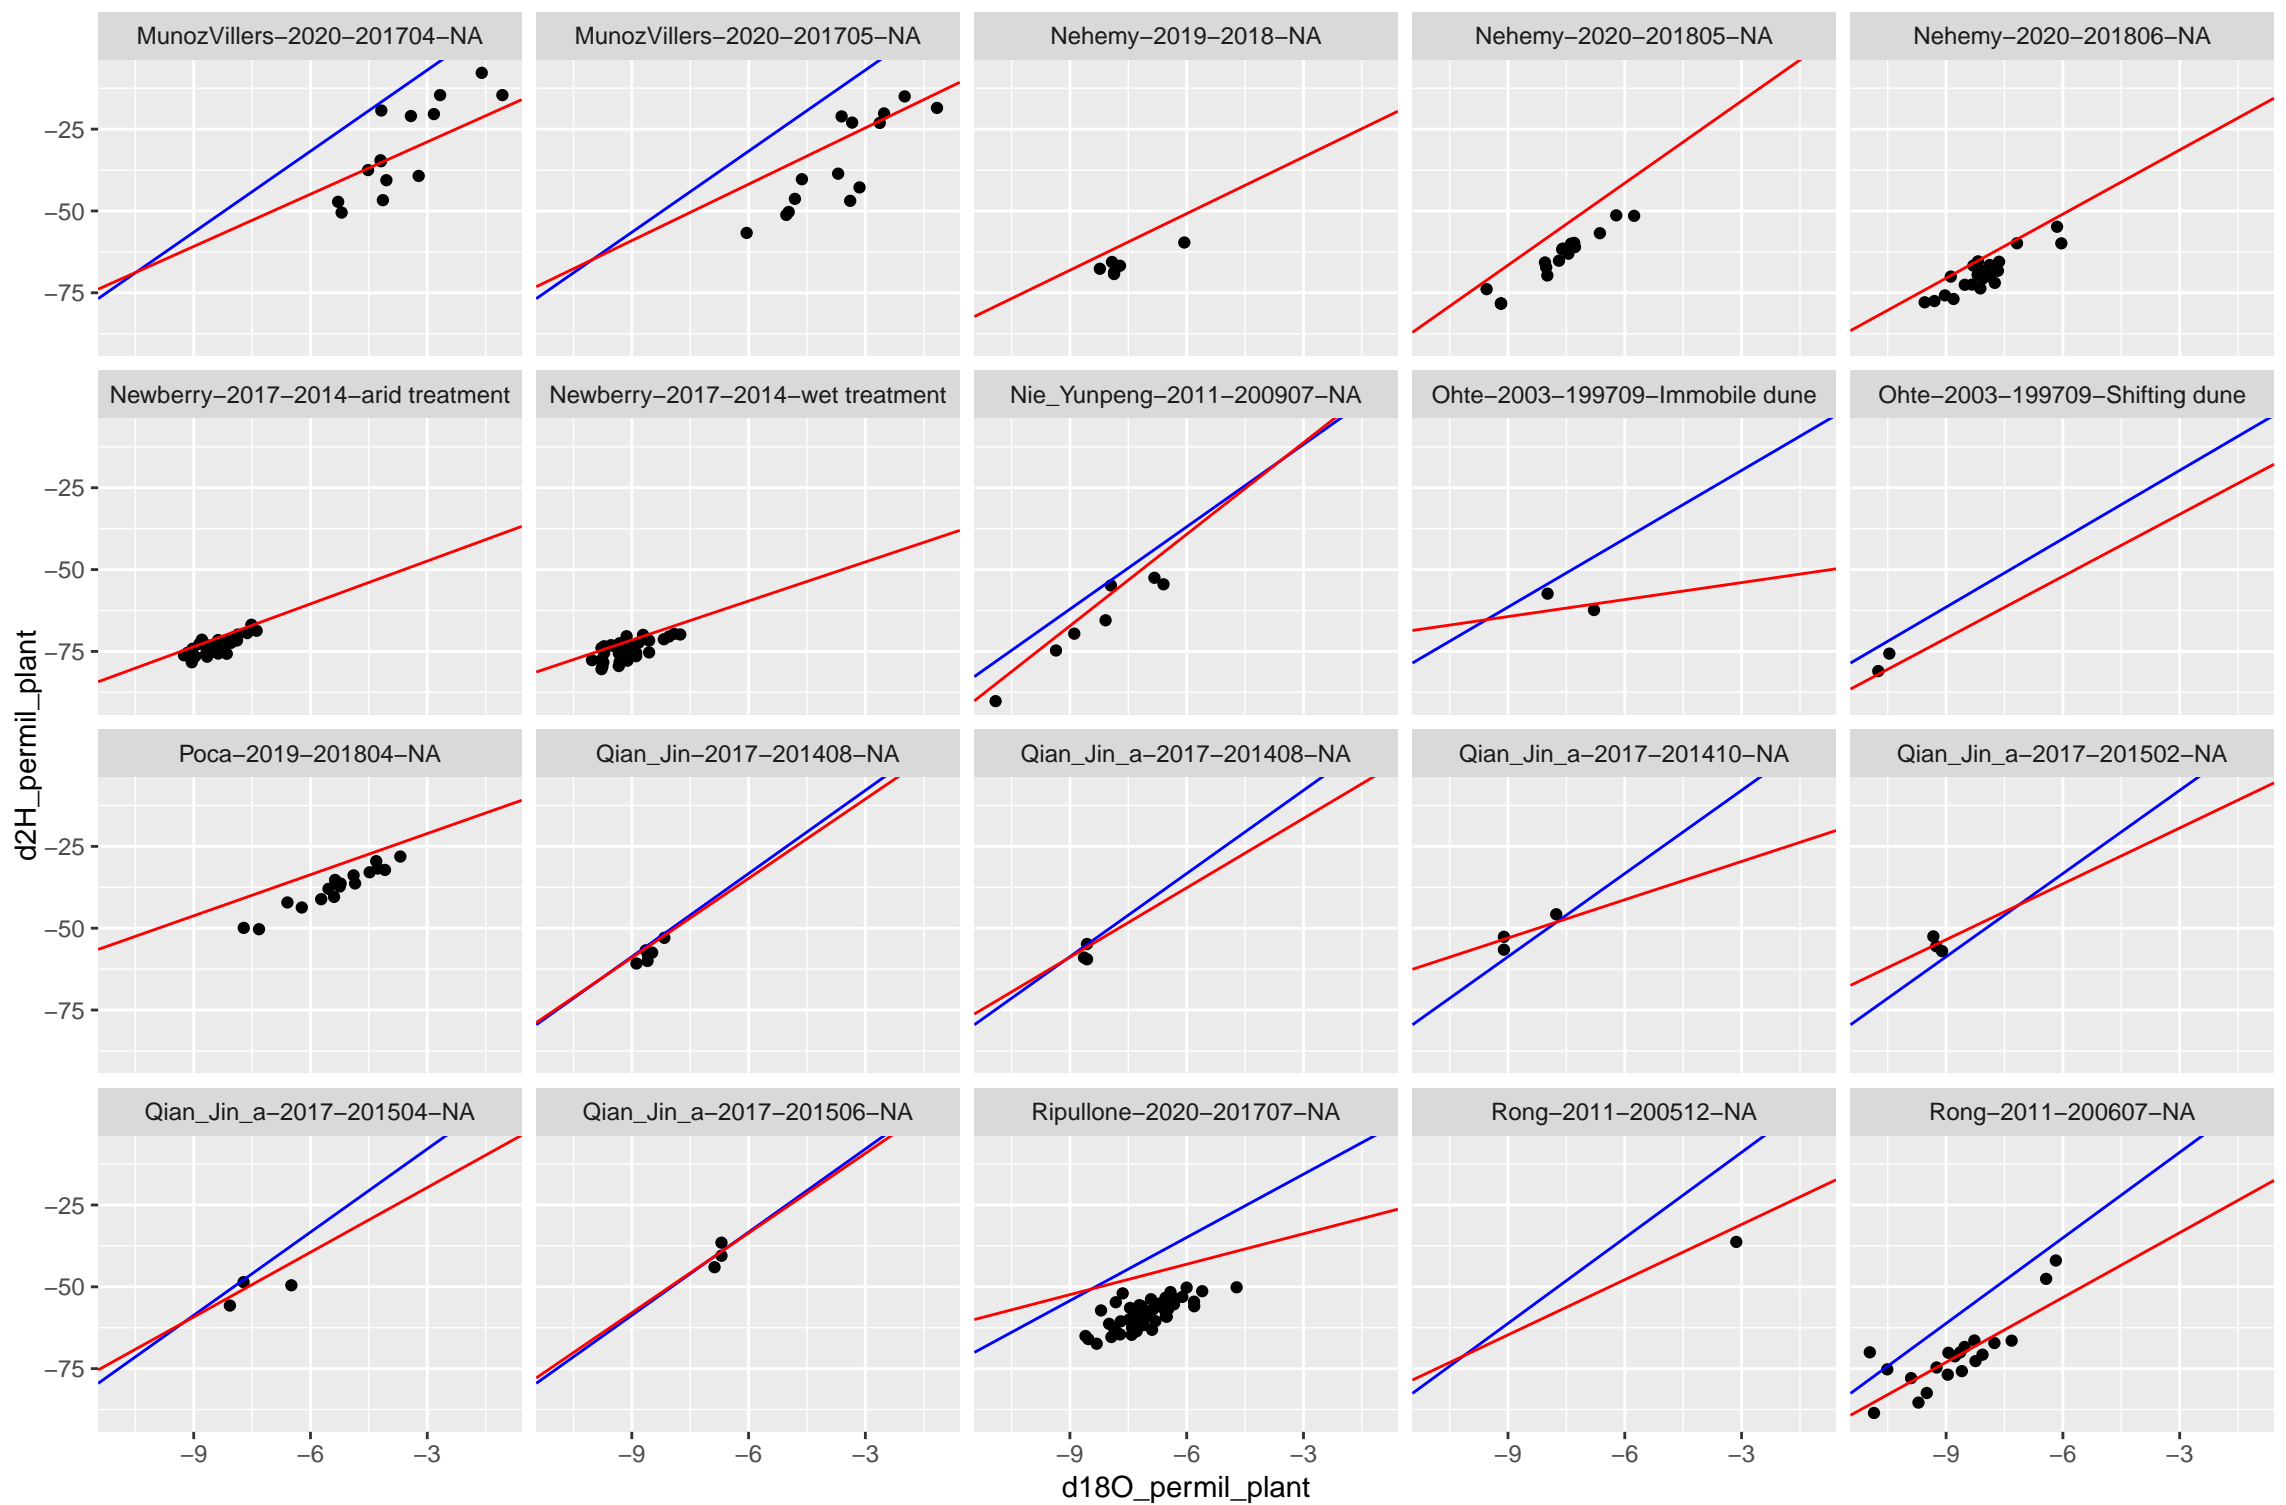 MunozVillers−2020−201704−NA
MunozVillers−2020−201705−NA
Nehemy−2019−2018−NA
Nehemy−2020−201805−NA
Nehemy−2020−201806−NA
−25
−50
−75
Newberry−2017−2014−arid treatment
Newberry−2017−2014−wet treatment
Nie_Yunpeng−2011−200907−NA
Ohte−2003−199709−Immobile dune
Ohte−2003−199709−Shifting dune
−25
−50
−75
d2H_permil_plant
Poca−2019−201804−NA
Qian_Jin−2017−201408−NA
Qian_Jin_a−2017−201408−NA
Qian_Jin_a−2017−201410−NA
Qian_Jin_a−2017−201502−NA
−25
−50
−75
Qian_Jin_a−2017−201504−NA
Qian_Jin_a−2017−201506−NA
Ripullone−2020−201707−NA
Rong−2011−200512−NA
Rong−2011−200607−NA
−25
−50
−75
−9 −6 −3
−9 −6 −3
−9 −6 −3
−9 −6 −3
−9 −6 −3
d18O_permil_plant